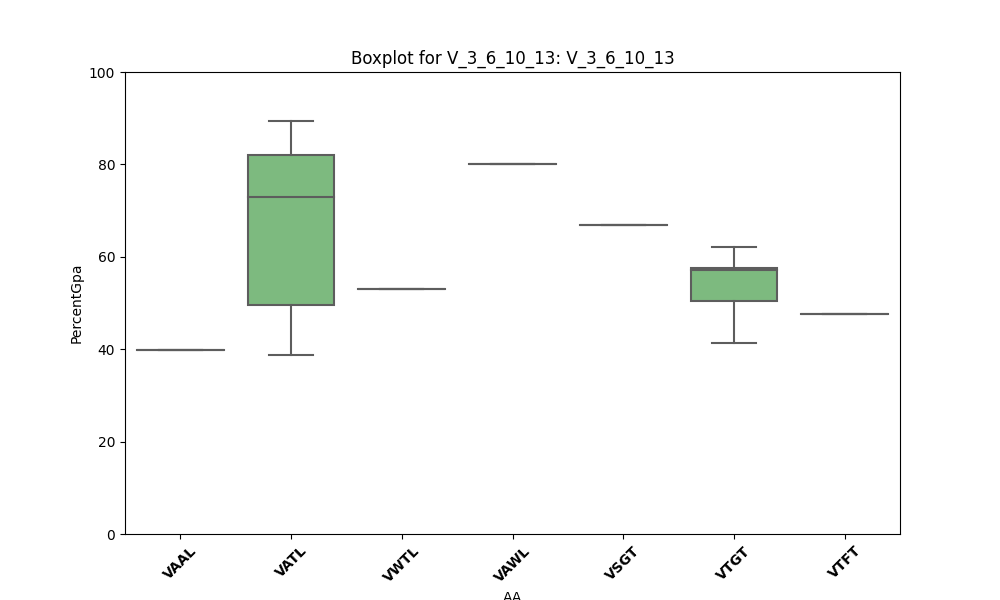 Boxplot for V_3_6_10_13: V_3_6_10_13
100
80
60
40
20
0
PercentGpa
VAAL
VATL
VWTL
VAWL
VSGT
VTGT
VTFT
AA